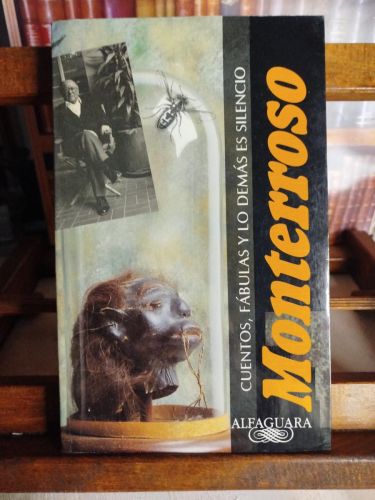 CUENTOS, FÁBULAS Y LO DEMÁS ES SILENCIO
Monterroso
ALFAGUARA